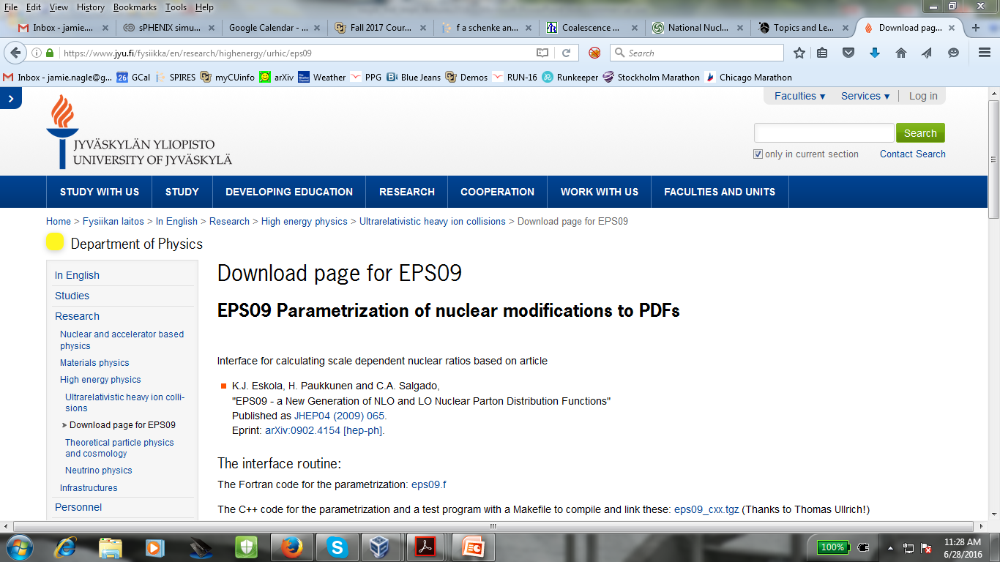 File Edit View History Bookmarks Tools Help
Inbox - jamie.... sPHENIX simu... Google Calendar - ... Fall 2017 Cour... f a schenke an... Coalescence ... National Nucl... Topics and Le... Download pag...
https://www.jyu.fi/fysiikka/en/research/highenergy/urhic/eps09
Search
Inbox - jamie.nagle@g... 26 GCal SPIRES myCUinfo arXiv Weather PPG Blue Jeans Demos RUN-16 Runkeeper Stockholm Marathon Chicago Marathon
Faculties Services Log in
JYVÄSKYLÄN YLIOPISTO
UNIVERSITY OF JYVÄSKYLÄ
Search
only in current section Contact Search
STUDY WITH US STUDY DEVELOPING EDUCATION RESEARCH COOPERATION WORK WITH US FACULTIES AND UNITS
Home > Fysiikan laitos > In English > Research > High energy physics > Ultrarelativistic heavy ion collisions > Download page for EPS09
Department of Physics
In English
Studies
Research
Nuclear and accelerator based
physics
Materials physics
High energy physics
Ultrarelativistic heavy ion colli-
sions
Download page for EPS09
Theoretical particle physics
and cosmology
Neutrino physics
Infrastructures
Personnel
Download page for EPS09
EPS09 Parametrization of nuclear modifications to PDFs
Interface for calculating scale dependent nuclear ratios based on article
K.J. Eskola, H. Paukkunen and C.A. Salgado,
"EPS09 - a New Generation of NLO and LO Nuclear Parton Distribution Functions"
Published as JHEP04 (2009) 065.
Eprint: arXiv:0902.4154 [hep-ph].
The interface routine:
The Fortran code for the parametrization: eps09.f
The C++ code for the parametrization and a test program with a Makefile to compile and link these: eps09_cxx.tgz (Thanks to Thomas Ullrich!)
100%
11:28 AM
6/28/2016